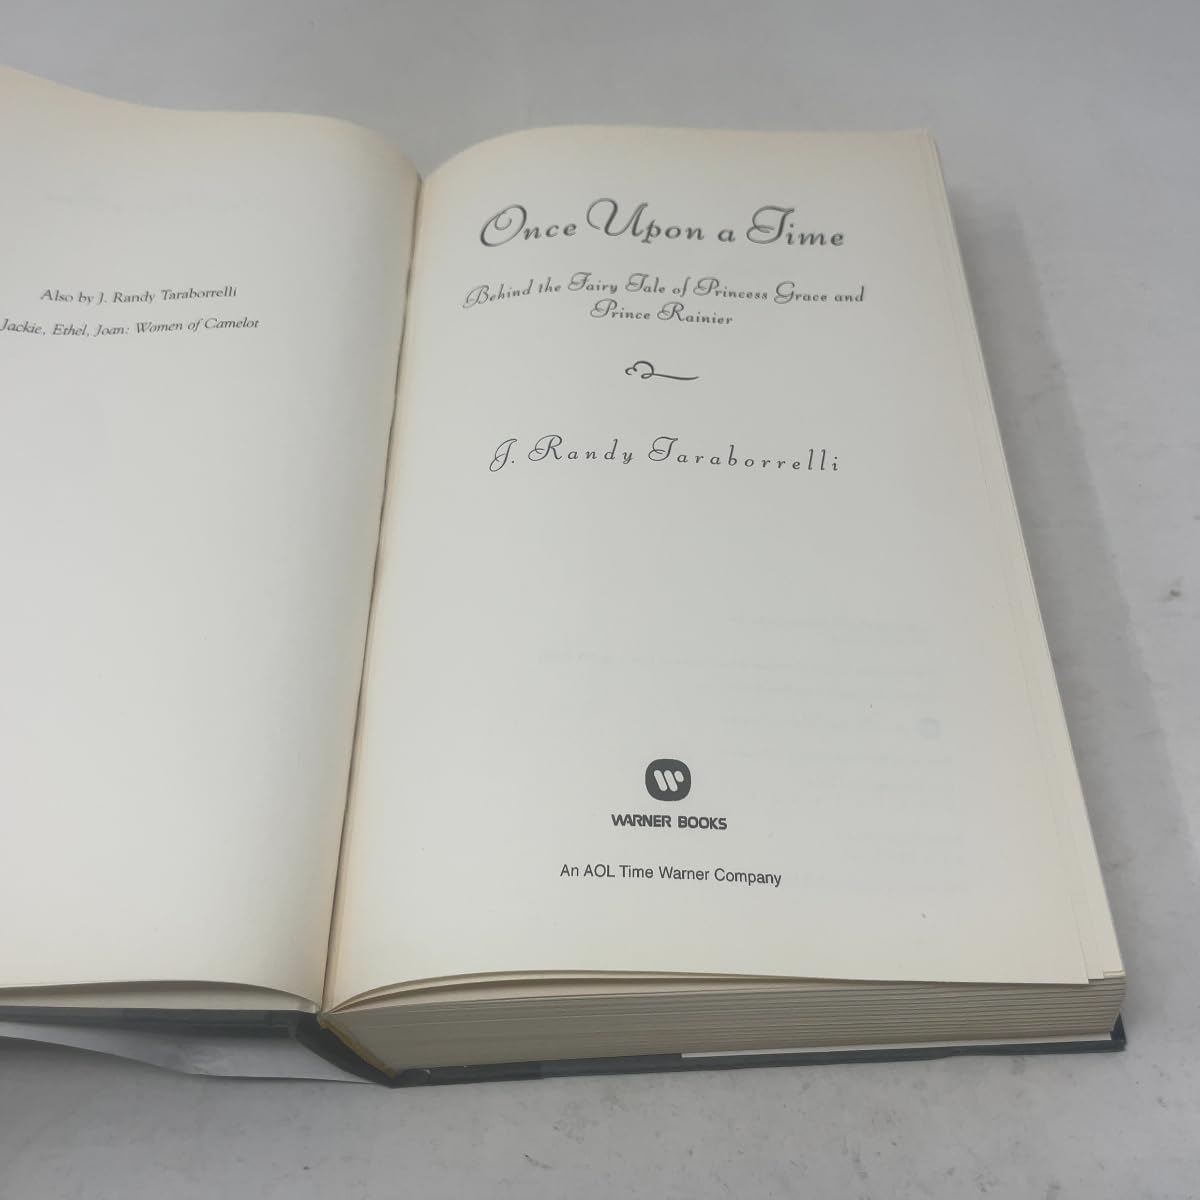 Also by J. Randy Taraborrelli
Jackie, Ethel, Joan: Women of Camelot
Once Upon a Time
Behind the Fairy Tale of Princess Grace and
Prince Rainier
J. Randy Taraborrelli
WARNER BOOKS
An AOL Time Warner Company